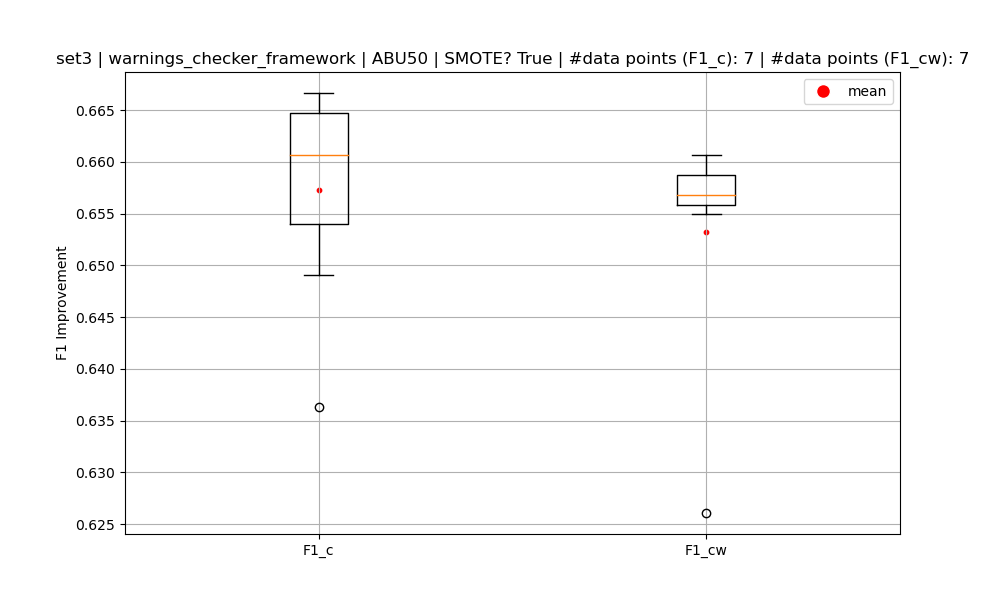 set3 | warnings_checker_framework | ABU50 | SMOTE? True | #data points (F1_c): 7 | #data points (F1_cw): 7
mean
0.665
0.660
0.655
0.650
0.645
0.640
0.635
0.630
0.625
F1 Improvement
F1_c
F1_cw